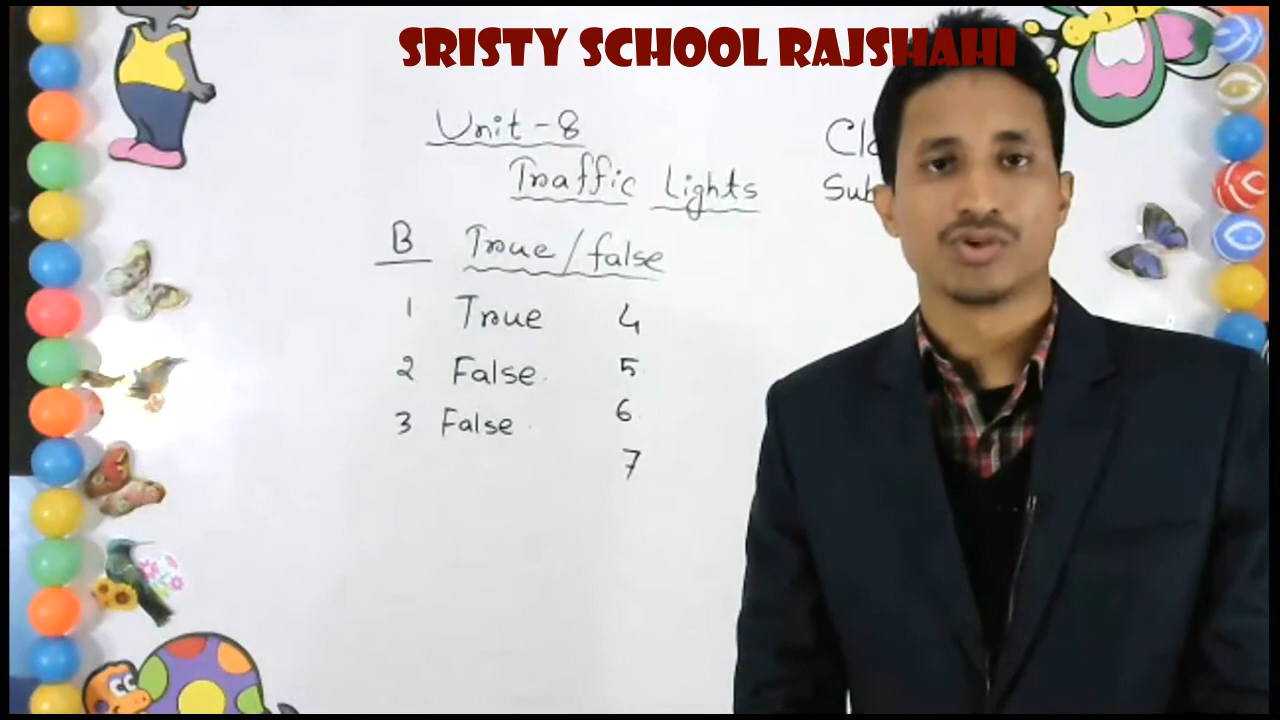 SRISTY SCHOOL RAJSHAHI
Unit-8
Traffic Lights
B True/false
1 True 4
2 False. 5
3 False. 6.
7